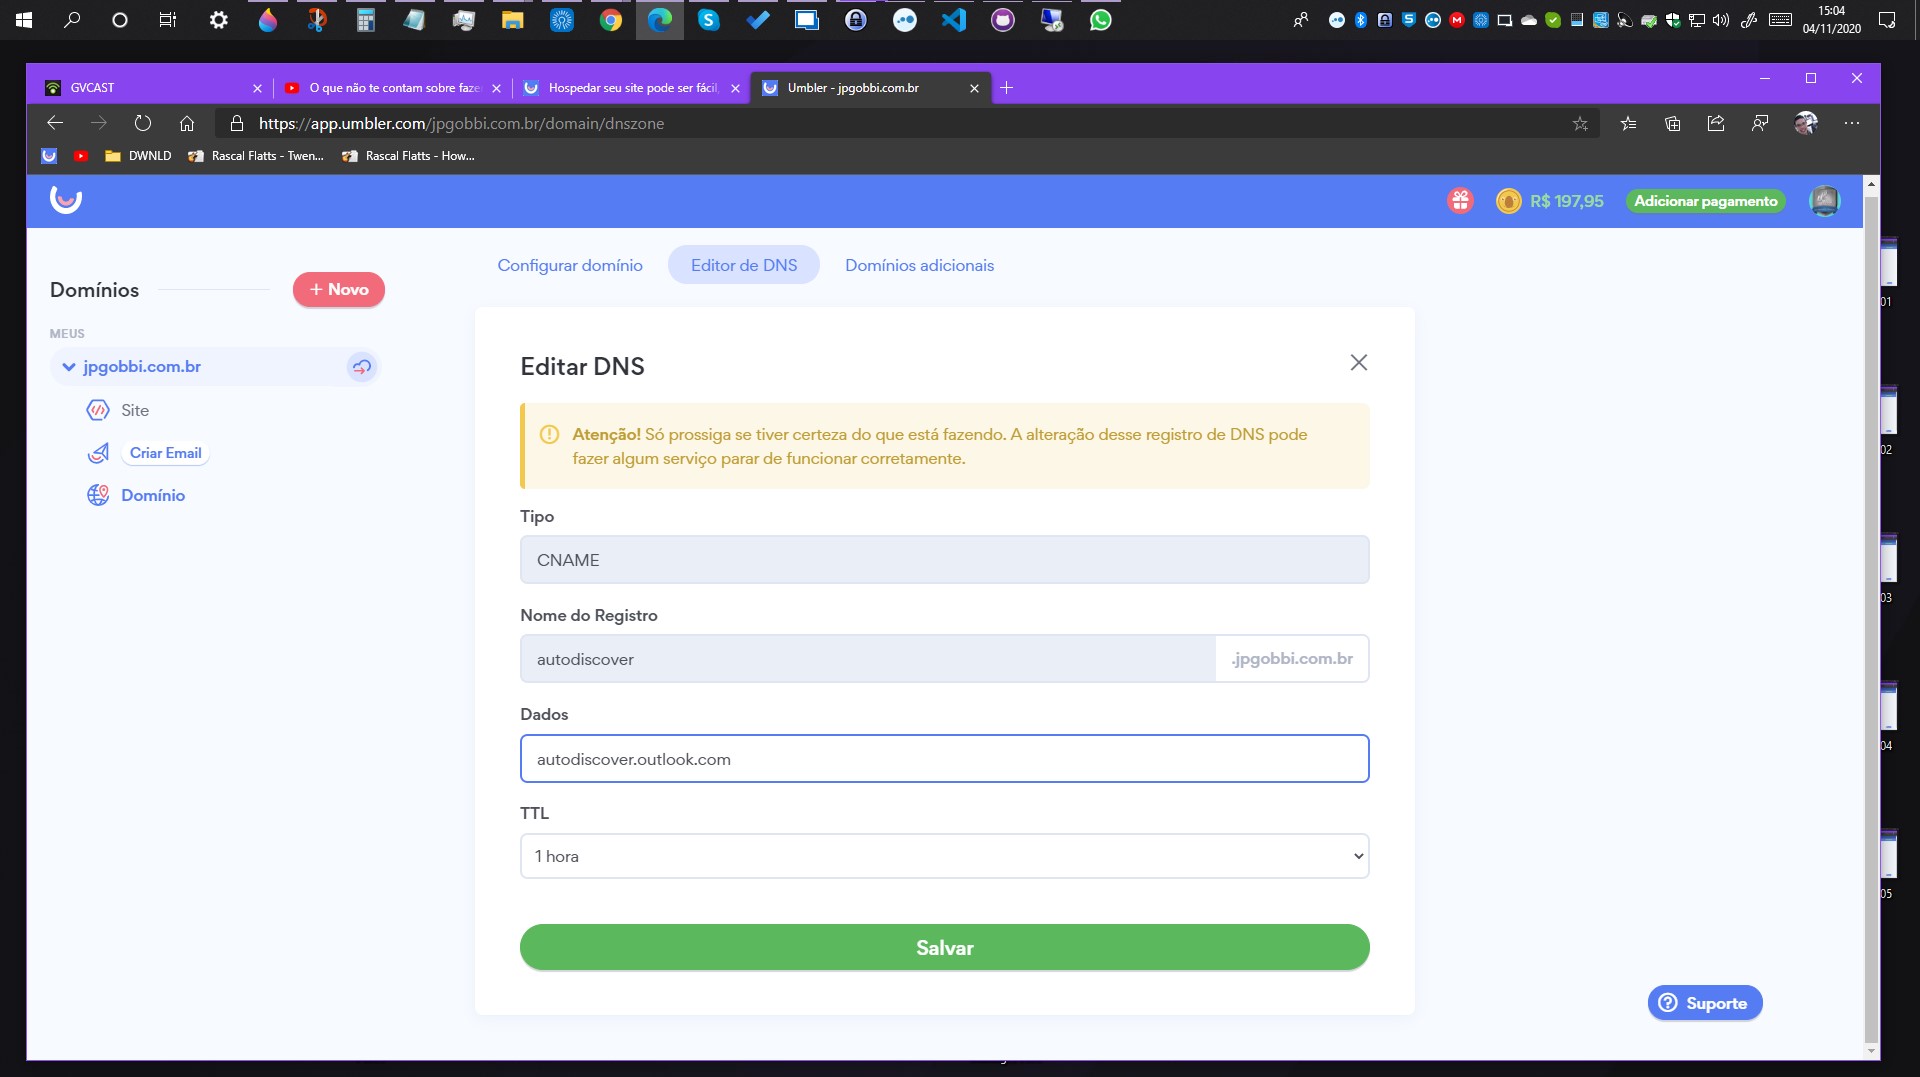 15:04
04/11/2020
GVCAST
O que não te contam sobre faze
Hospedar seu site pode ser fácil,
Umbler - jpgobbi.com.br
https://app.umbler.com/jpgobbi.com.br/domain/dnszone
DWNLD
Rascal Flatts - Twen...
Rascal Flatts - How...
R$ 197,95
Adicionar pagamento
Domínios
+ Novo
MEUS
jpgobbi.com.br
Site
Criar Email
Domínio
Configurar domínio
Editor de DNS
Domínios adicionais
Editar DNS
Atenção! Só prossiga se tiver certeza do que está fazendo. A alteração desse registro de DNS pode
fazer algum serviço parar de funcionar corretamente.
Tipo
CNAME
Nome do Registro
autodiscover
.jpgobbi.com.br
Dados
autodiscover.outlook.com
TTL
1 hora
Salvar
Suporte
01
02
03
04
05